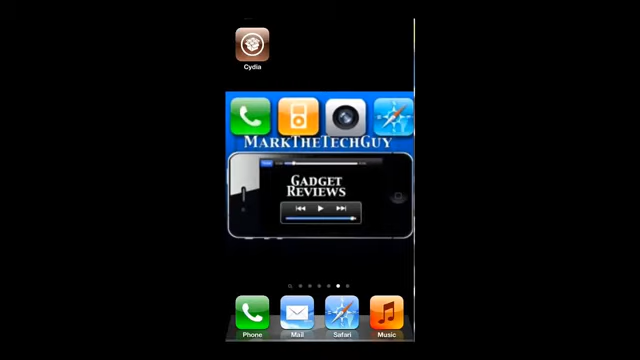 Cydia
MARKTHETECHGUY
GADGET
REVIEWS
Phone
Mail
Safari
Music